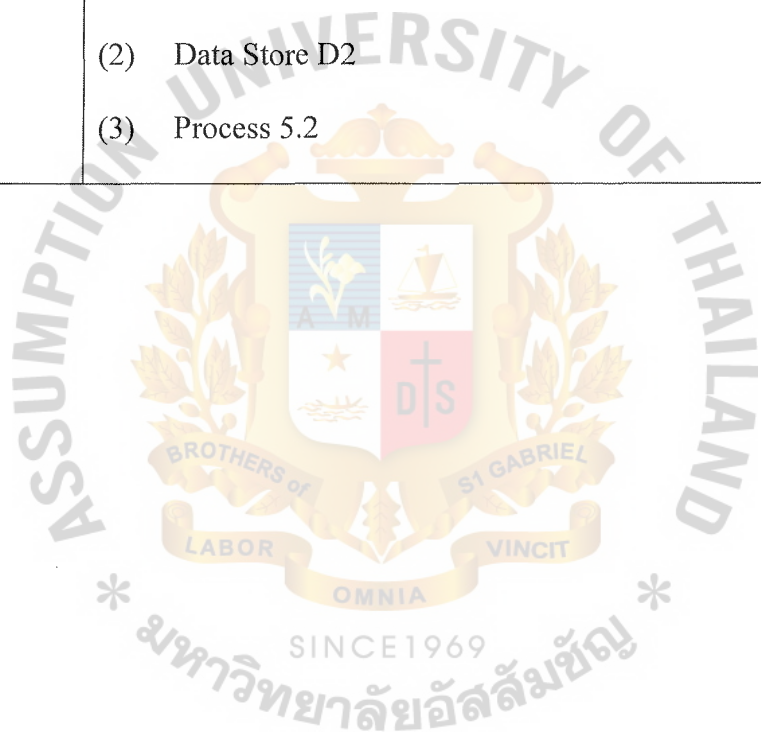 (2) Data Store D2
(3) Process 5.2
ASSUMPTION UNIVERSITY OF THAILAND
A M
D S
BROTHERS of ST GABRIEL
LABOR VINCIT
OMNIA
SINCE1969
* มหาวิทยาลัยอัสสัมชัญ *